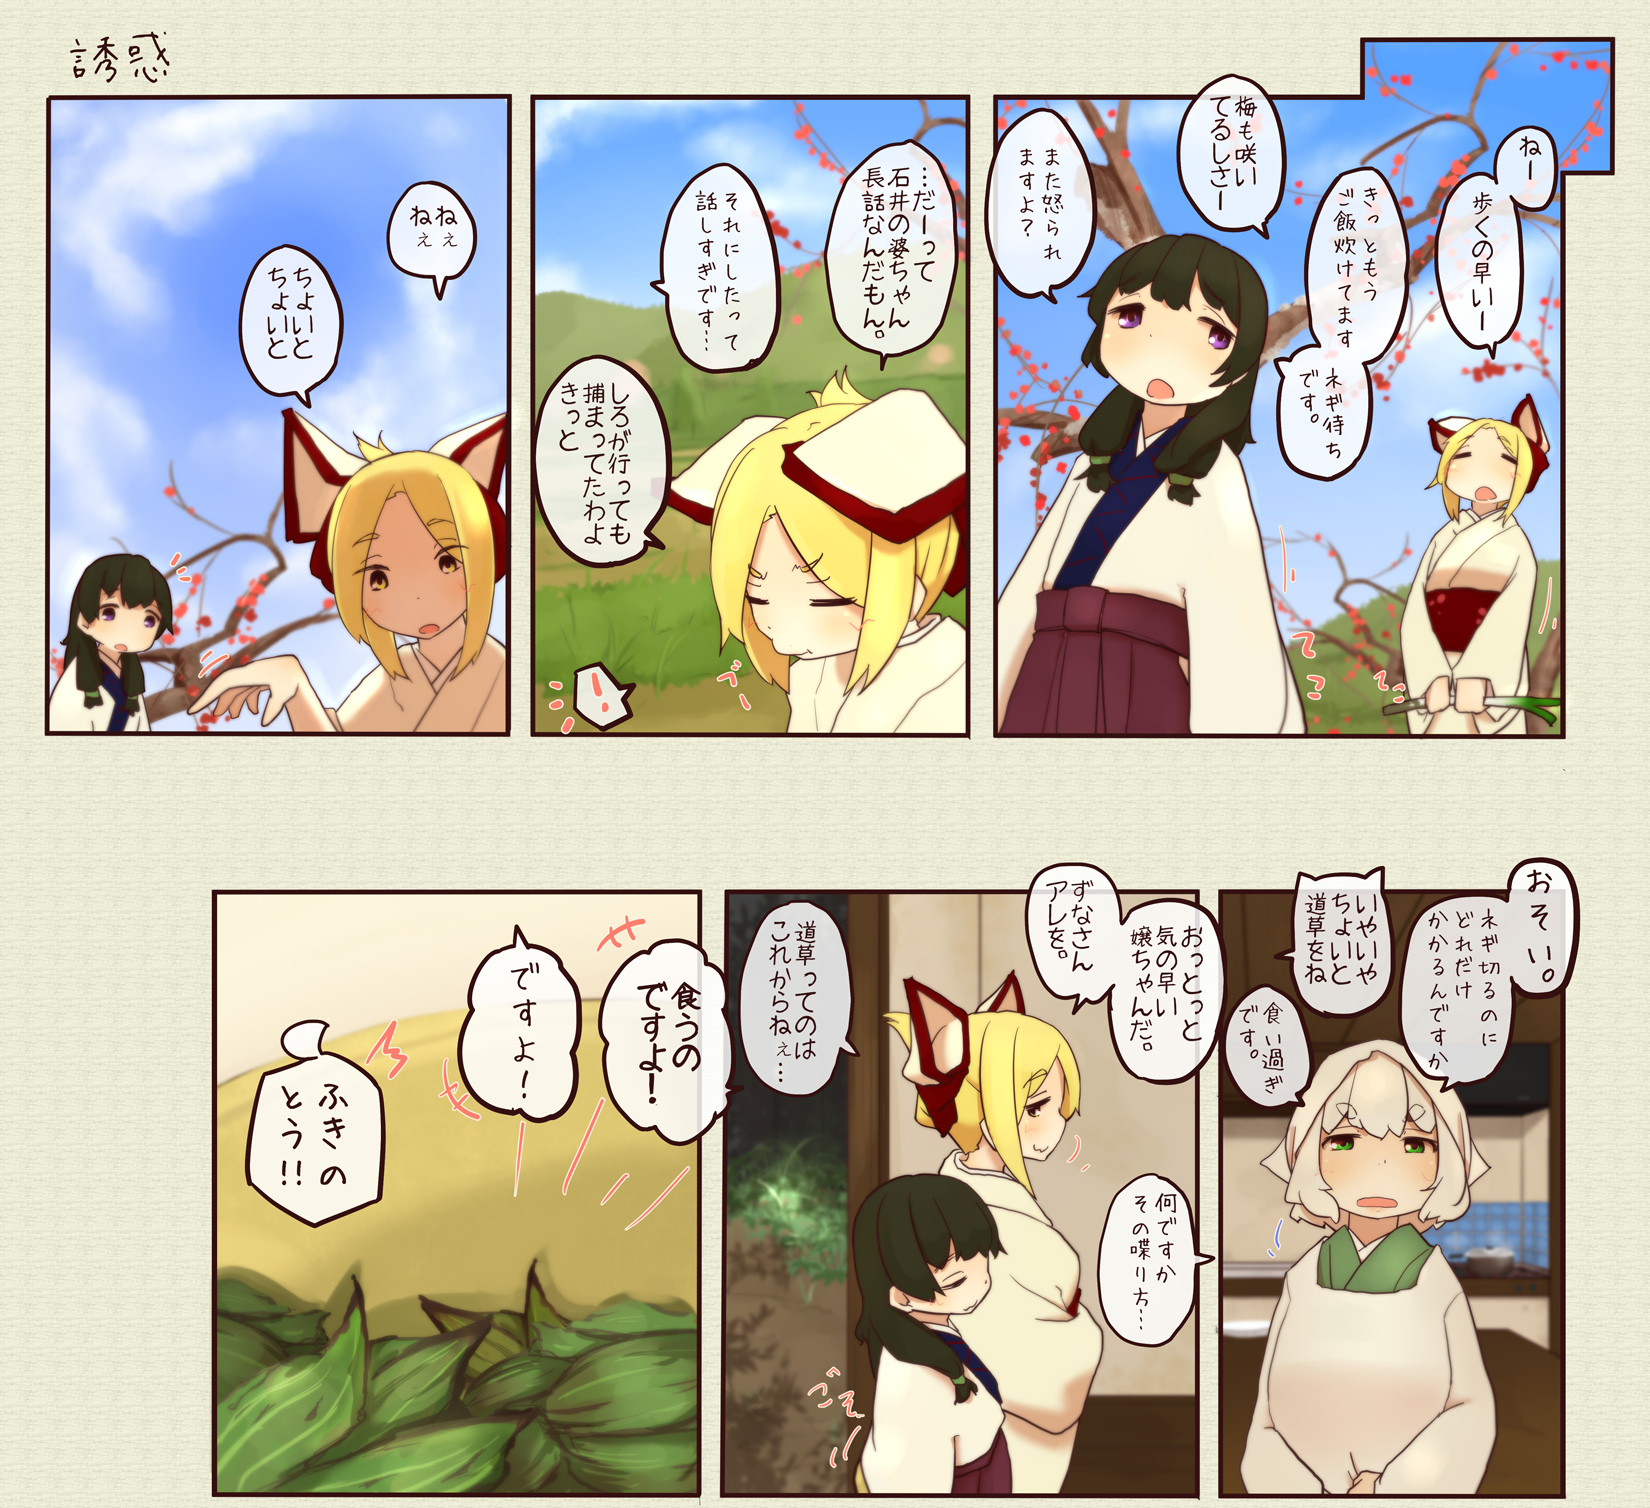 誘惑
ねー
歩くの早いー
きっともう
ご飯炊けてます
ネギ待ち
です。
梅も咲い
てるしさー
また怒られ
ますよ?
てこ
てく
…だーって
石井の婆ちゃん
長話なんだもん。
それにしたって
話しすぎです…
しろが行っても
捕まってたわよ
きっと
ぶー
!
ねぇ
ねぇ
ちょいと
ちょいと
おそい。
ネギ切るのに
どれだけ
かかるんですか
いやいや
ちょいと
道草をね
食い過ぎ
です。
おっとっと
気の早い
嬢ちゃんだ。
ずなさん
アレを。
何ですか
その喋り方…
道草ってのは
これからねぇ…
ごそ
食うの
ですよ!
ですよ!
ふきの
とう!!